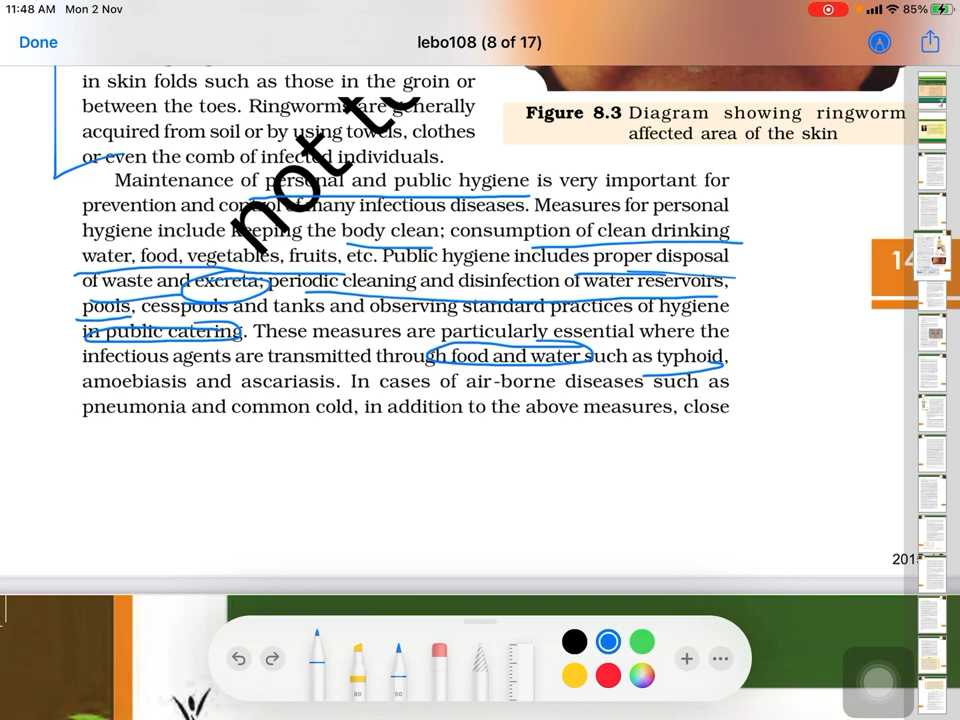 11:48 AM Mon 2 Nov
85%
Done
lebo108 (8 of 17)
in skin folds such as those in the groin or
between the toes. Ringworms are generally
acquired from soil or by using towels, clothes
or even the comb of infected individuals.
Figure 8.3 Diagram showing ringworm
affected area of the skin
not to
Maintenance of personal and public hygiene is very important for
prevention and control of many infectious diseases. Measures for personal
hygiene include keeping the body clean; consumption of clean drinking
water, food, vegetables, fruits, etc. Public hygiene includes proper disposal
of waste and excreta; periodic cleaning and disinfection of water reservoirs,
pools, cesspools and tanks and observing standard practices of hygiene
in public catering. These measures are particularly essential where the
infectious agents are transmitted through food and water such as typhoid,
amoebiasis and ascariasis. In cases of air-borne diseases such as
pneumonia and common cold, in addition to the above measures, close
14
201
80
50